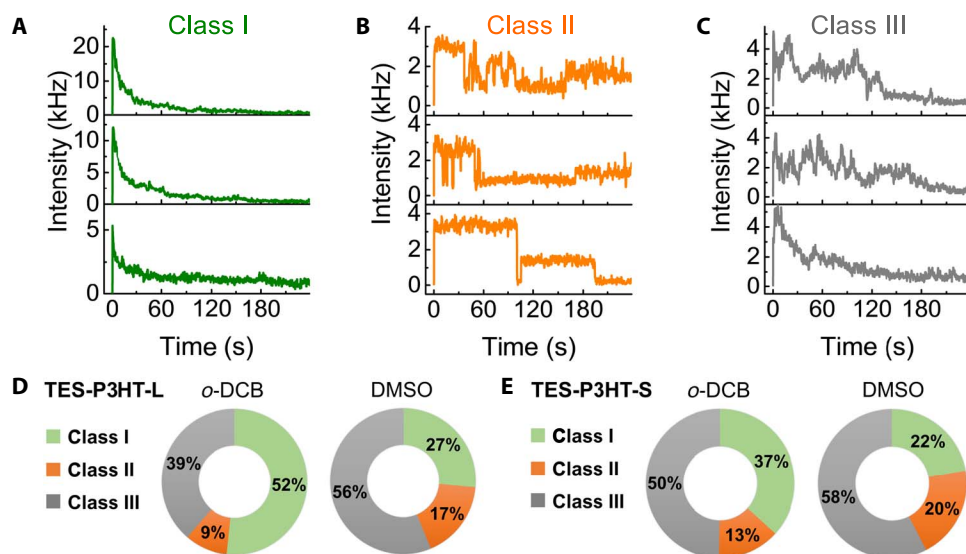 A
Class I
B
Class II
C
Class III
Intensity (kHz)
20
10
0
10
5
0
5
0
0 60 120 180
Time (s)
Intensity (kHz)
4
2
0
4
2
0
4
2
0
0 60 120 180
Time (s)
Intensity (kHz)
4
2
0
4
2
0
4
2
0
0 60 120 180
Time (s)
D
TES-P3HT-L
o-DCB
DMSO
Class I
Class II
Class III
39%
52%
9%
27%
56%
17%
E
TES-P3HT-S
o-DCB
DMSO
Class I
Class II
Class III
37%
50%
13%
22%
58%
20%